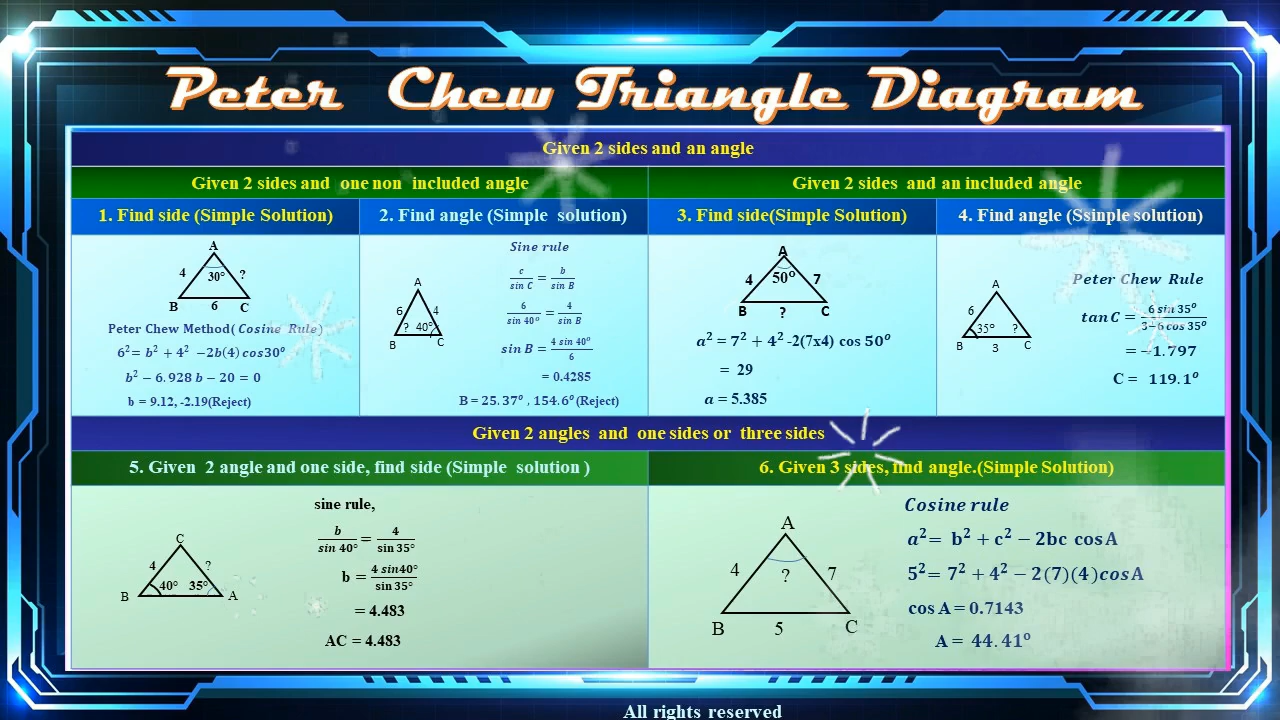 Peter Chew Triangle Diagram
Given 2 sides and an angle
Given 2 sides and one non included angle
Given 2 sides and an included angle
1. Find side (Simple Solution)
2. Find angle (Simple solution)
3. Find side(Simple Solution)
4. Find angle (Ssinple solution)
A
4 30° ?
B 6 C
Peter Chew Method( Cosine Rule)
6² = b² + 4² −2b(4) cos30°
b² − 6.928 b − 20 = 0
b = 9.12, -2.19(Reject)
A
6 4
? 40°
B C
Sine rule
c/sin C = b/sin B
6/sin 40° = 4/sin B
sin B = 4 sin 40°/6
= 0.4285
B = 25.37° , 154.6° (Reject)
A
4 50° 7
B ? C
a² = 7² + 4² -2(7x4) cos 50°
= 29
a = 5.385
A
6
35° ?
B 3 C
Peter Chew Rule
tan C = 6 sin 35°/3−6 cos 35°
= −1.797
C = 119.1°
Given 2 angles and one sides or three sides
5. Given 2 angle and one side, find side (Simple solution )
6. Given 3 sides, find angle.(Simple Solution)
C
4 ?
40° 35°
B A
sine rule,
b/sin 40° = 4/sin 35°
b = 4 sin40°/sin 35°
= 4.483
AC = 4.483
A
4 ? 7
B 5 C
Cosine rule
a² = b² + c² − 2bc cos A
5² = 7² + 4² − 2(7)(4)cos A
cos A = 0.7143
A = 44.41°
All rights reserved